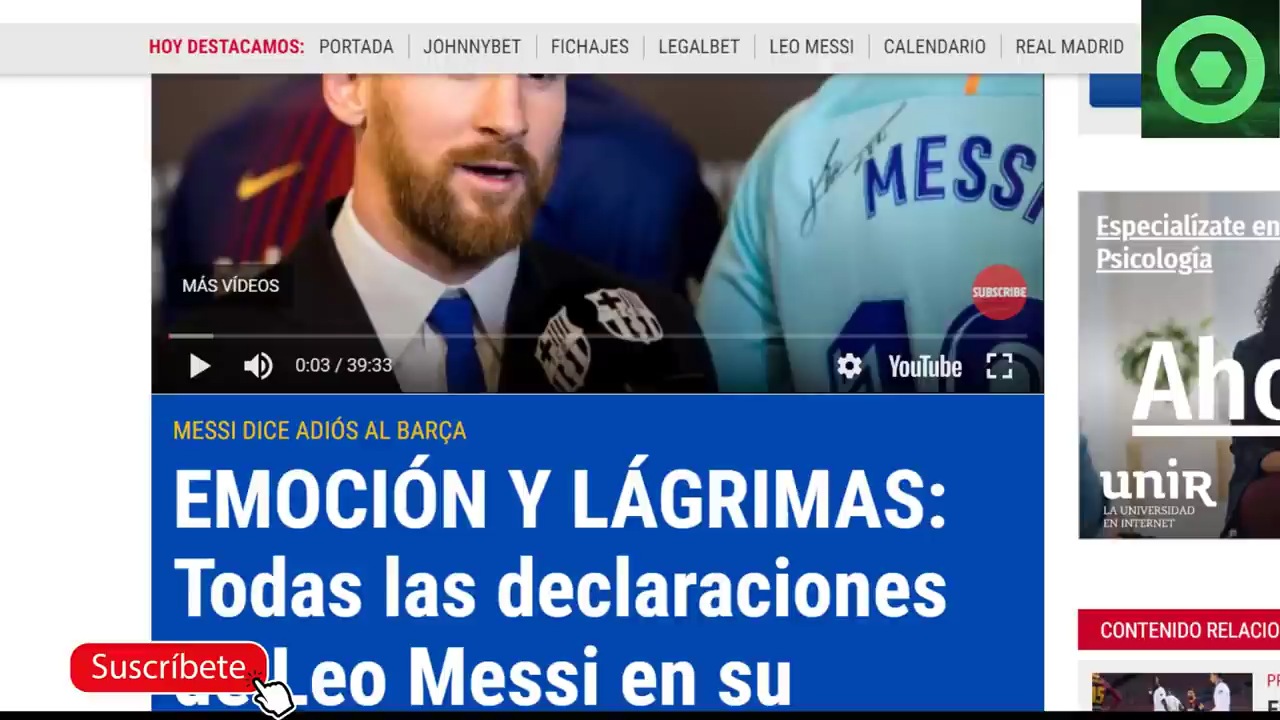 HOY DESTACAMOS: PORTADA JOHNNYBET FICHAJES LEGALBET LEO MESSI CALENDARIO REAL MADRID
MESSI
MÁS VÍDEOS
SUBSCRIBE
0:03 / 39:33
YouTube
MESSI DICE ADIÓS AL BARÇA
EMOCIÓN Y LÁGRIMAS:
Todas las declaraciones
Leo Messi en su
Suscríbete
Especialízate en
Psicología
unir
LA UNIVERSIDAD
EN INTERNET
CONTENIDO